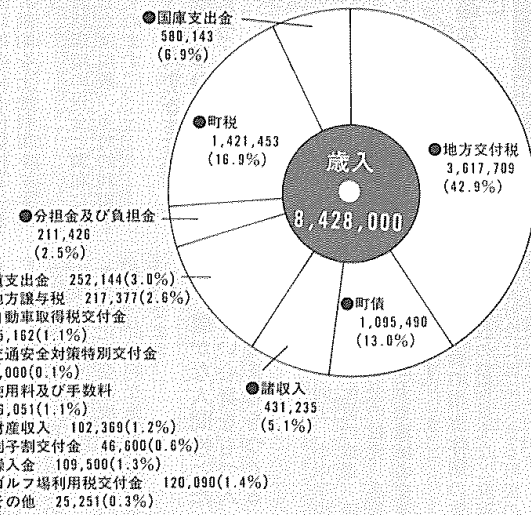 ●国庫支出金
580,143
(6.9%)
●町税
1,421,453
(16.9%)
歳入
8,428,000
●地方交付税
3,617,709
(42.9%)
●分担金及び負担金
211,426
(2.5%)
支出金 252,144(3.0%)
地方譲与税 217,377(2.6%)
自動車取得税交付金
5,162(1.1%)
交通安全対策特別交付金
,000(0.1%)
使用料及び手数料
,051(1.1%)
財産収入 102,369(1.2%)
利子割交付金 46,600(0.6%)
繰入金 109,500(1.3%)
ゴルフ場利用税交付金 120,090(1.4%)
その他 25,251(0.3%)
●町債
1,095,490
(13.0%)
●諸収入
431,235
(5.1%)